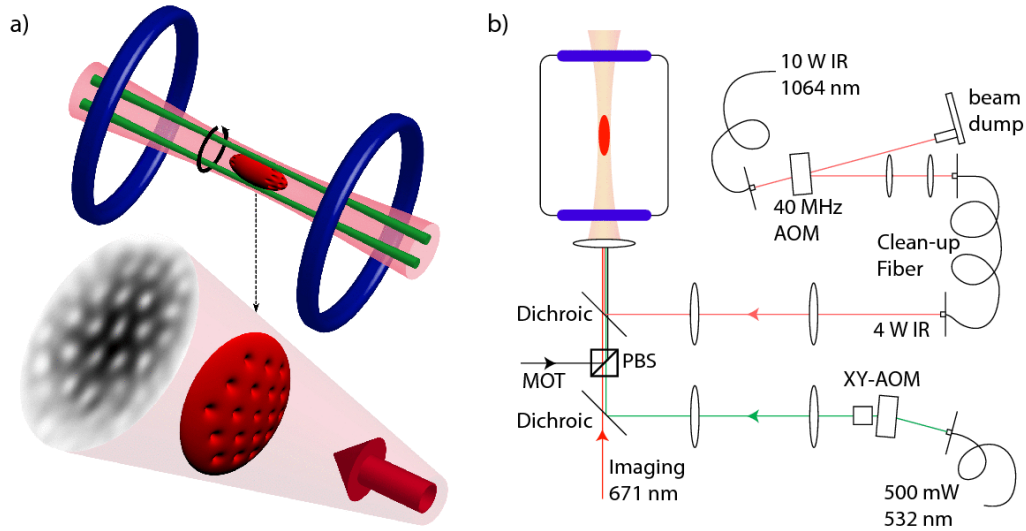 a)
b)
10 W IR
1064 nm
beam
dump
40 MHz
AOM
Clean-up
Fiber
Dichroic
4 W IR
PBS
MOT
XY-AOM
Dichroic
Imaging
671 nm
500 mW
532 nm